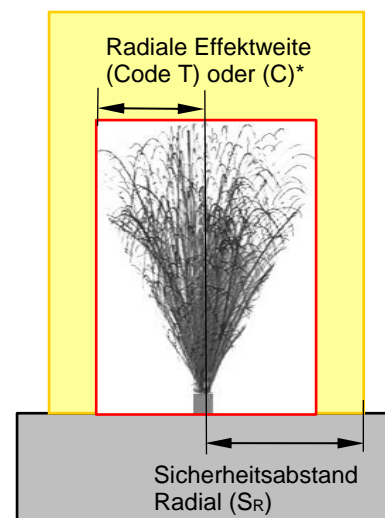 Radiale Effektweite
(Code T) oder (C)*
Sicherheitsabstand
Radial (SR)